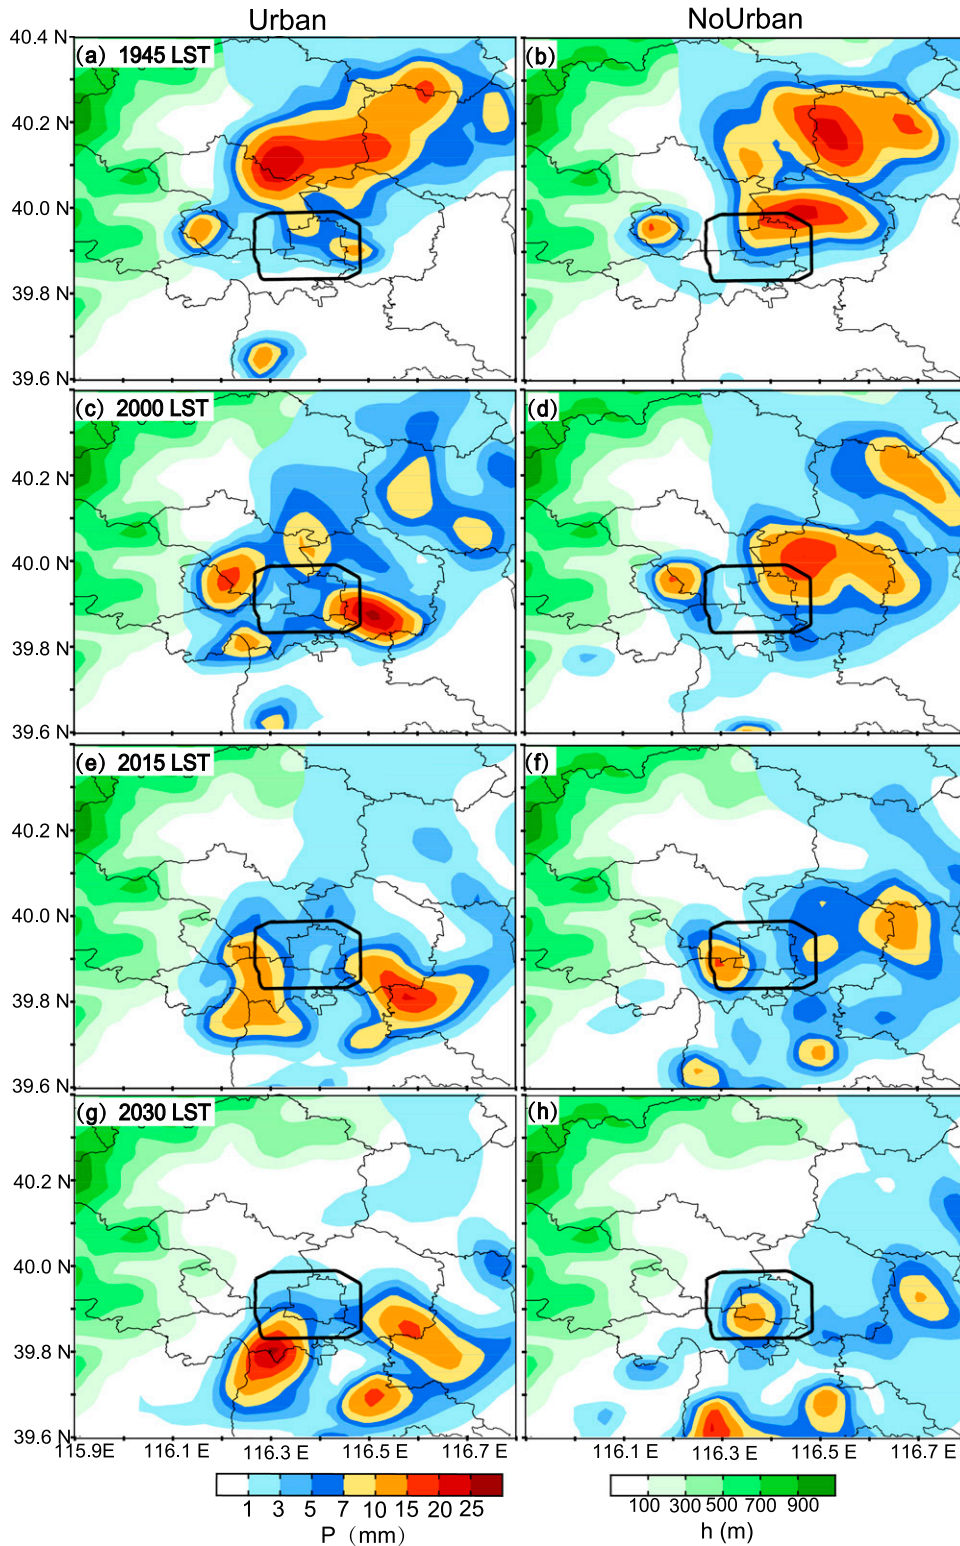 Urban NoUrban
40.4 N (a) 1945 LST (b)
40.2 N
40.0 N
39.8 N
39.6 N
(c) 2000 LST (d)
40.2 N
40.0 N
39.8 N
39.6 N
(e) 2015 LST (f)
40.2 N
40.0 N
39.8 N
39.6 N
(g) 2030 LST (h)
40.2 N
40.0 N
39.8 N
39.6 N
115.9E 116.1 E 116.3 E 116.5 E 116.7 E 116.1 E 116.3 E 116.5 E 116.7 E
1 3 5 7 10 15 20 25 100 300 500 700 900
P (mm) h (m)